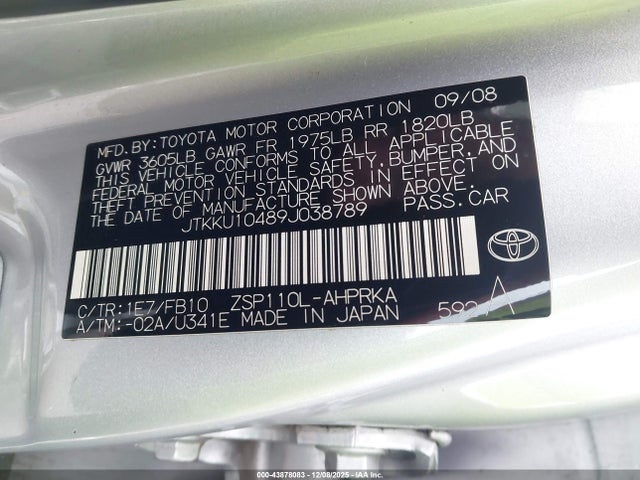 MFD.BY:TOYOTA MOTOR CORPORATION 09/08
GVWR 3605LB GAWR FR 1975LB RR 1820LB
THIS VEHICLE CONFORMS TO ALL APPLICABLE
FEDERAL MOTOR VEHICLE SAFETY,BUMPER,AND
THEFT PREVENTION STANDARDS IN EFFECT ON
THE DATE OF MANUFACTURE SHOWN ABOVE.
JTKKU10489J038789 PASS.CAR
C/TR:1E7/FB10 ZSP110L-AHPRKA
A/TM:-02A/U341E MADE IN JAPAN A
000-43878083 | 12/08/2025 - IAAI.CA